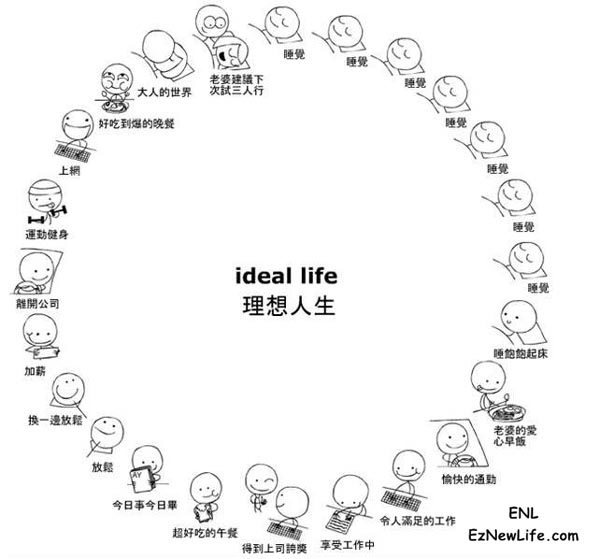 睡覺
睡覺
睡覺
睡覺
睡覺
睡覺
睡覺
睡飽飽起床
老婆的愛
心早飯
愉快的通勤
令人滿足的工作
享受工作中
得到上司誇獎
超好吃的午餐
AY
今日事今日畢
放鬆
換一邊放鬆
加薪
離開公司
運動健身
上網
好吃到爆的晚餐
大人的世界
老婆建議下
次試三人行
ideal life
理想人生
ENL
EzNewLife.com